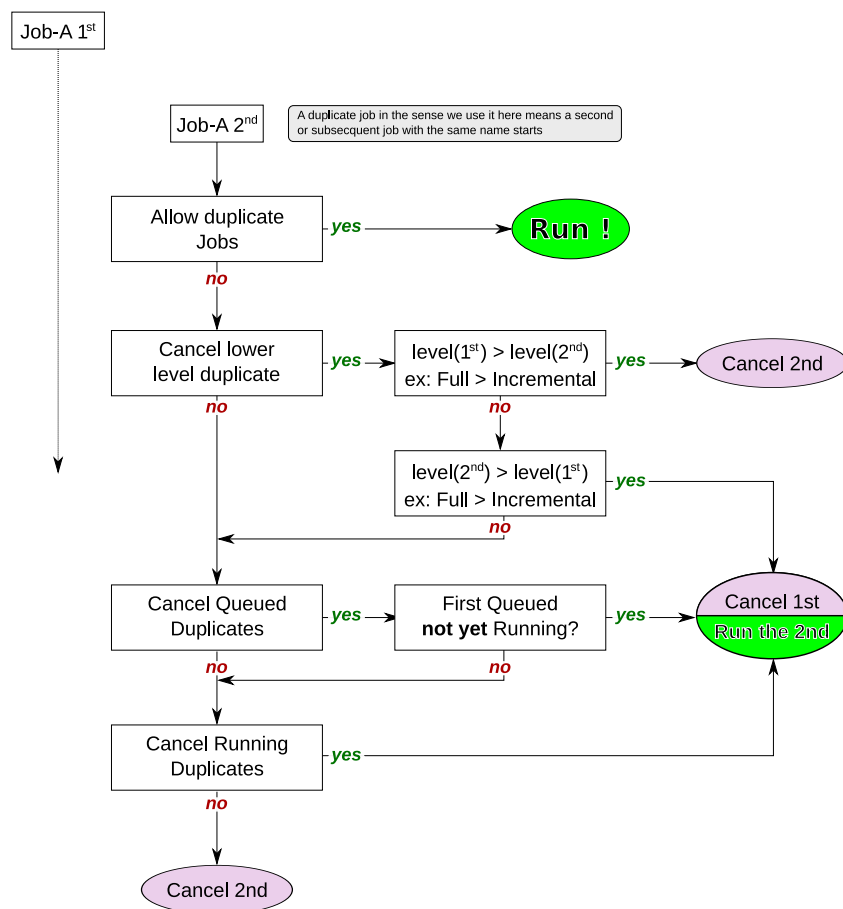 Job-A 1st
Job-A 2nd
A duplicate job in the sense we use it here means a second
or subsecquent job with the same name starts
Allow duplicate
Jobs
yes
Run !
no
Cancel lower
level duplicate
yes
level(1st) > level(2nd)
ex: Full > Incremental
yes
Cancel 2nd
no
no
level(2nd) > level(1st)
ex: Full > Incremental
yes
no
Cancel Queued
Duplicates
yes
First Queued
not yet Running?
yes
Cancel 1st
Run the 2nd
no
no
Cancel Running
Duplicates
yes
no
Cancel 2nd